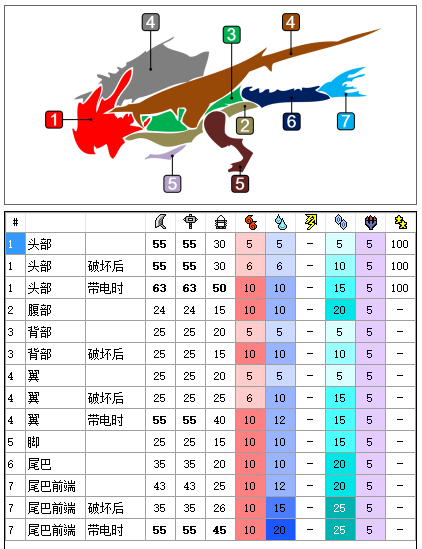 4
4
3
1
2
6
7
5
5
#
1 头部 55 55 30 5 5 – 5 5 100
1 头部 破坏后 55 55 30 6 6 – 10 5 100
1 头部 带电时 63 63 50 10 10 – 15 5 100
2 腹部 24 24 15 10 10 – 20 5 –
3 背部 25 25 20 5 5 – 5 5 –
3 背部 破坏后 25 25 15 10 10 – 10 5 –
4 翼 25 25 20 5 5 – 5 5 –
4 翼 破坏后 25 25 25 6 10 – 15 5 –
4 翼 带电时 55 55 40 10 12 – 15 5 –
5 脚 25 25 15 10 10 – 15 5 –
6 尾巴 35 35 20 10 10 – 20 5 –
7 尾巴前端 43 43 25 10 12 – 20 5 –
7 尾巴前端 破坏后 35 35 26 10 15 – 25 5 –
7 尾巴前端 带电时 55 55 45 10 20 – 25 5 –